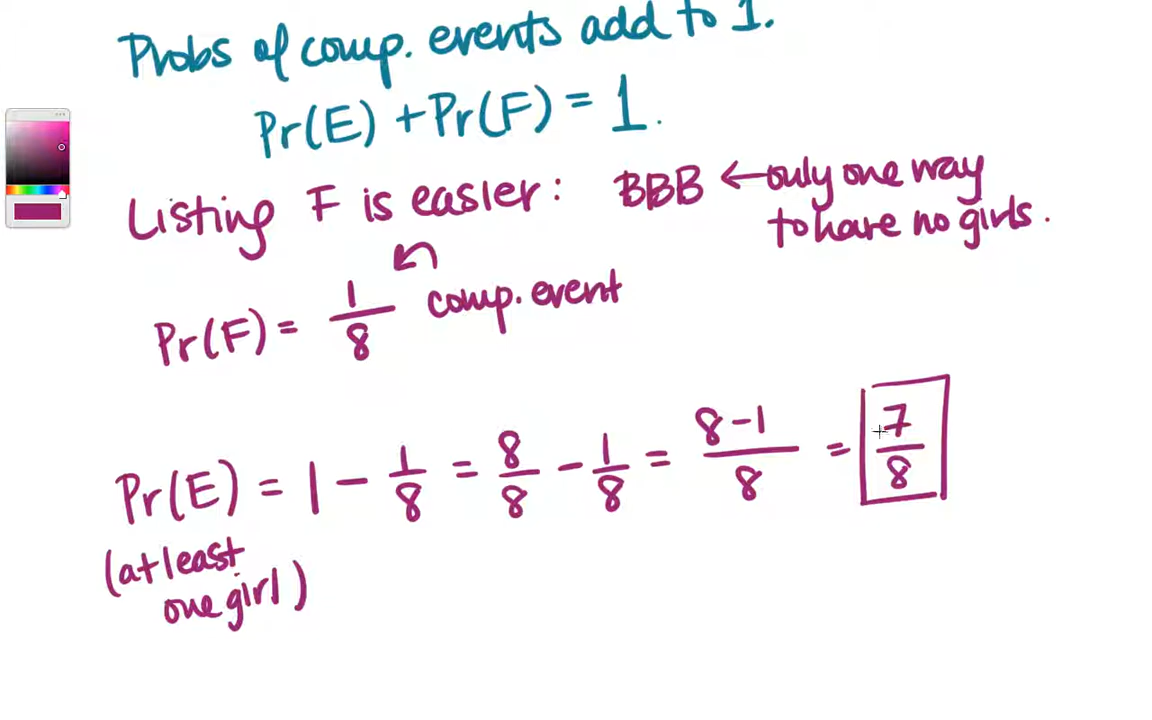 Probs of comp. events add to 1.
Pr(E) + Pr(F) = 1.
Listing F is easier: BBB ← only one way
to have no girls.
Pr(F) = 1/8 comp. event
Pr(E) = 1 - 1/8 = 8/8 - 1/8 = 8-1/8 = 7/8
(at least
one girl)